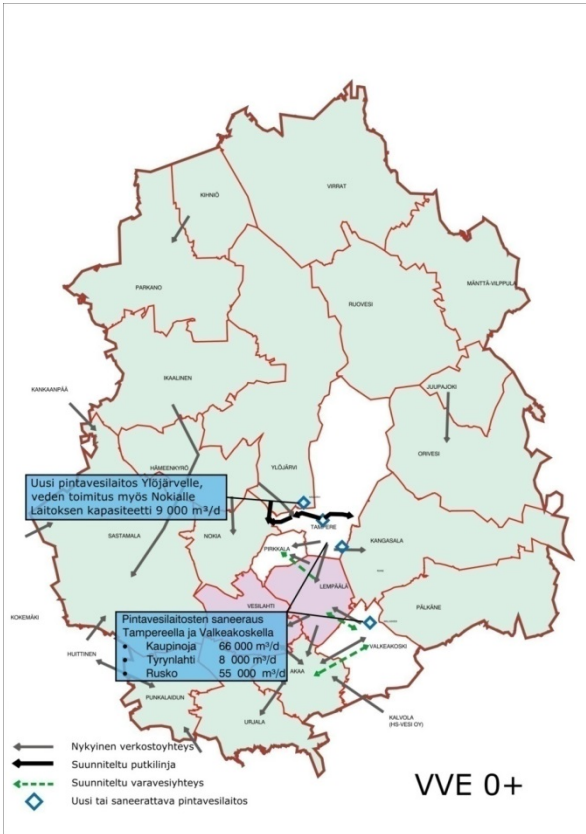 VIRRAT
KIHNIÖ
MÄNTTÄ-VILPPULA
PARKANO
RUOVESI
IKAALINEN
JUUPAJOKI
KANKAANPÄÄ
ORIVESI
HÄMEENKYRÖ
YLÖJÄRVI
Uusi pintavesilaitos Ylöjärvelle,
veden toimitus myös Nokialle
Laitoksen kapasiteetti 9 000 m³/d
TAMPERE
SASTAMALA
NOKIA
KANGASALA
PIRKKALA
LEMPÄÄLÄ
VESILAHTI
PÄLKÄNE
Pintavesilaitosten saneeraus
Tampereella ja Valkeakoskella
• Kaupinoja 66 000 m³/d
• Tyrynlahti 8 000 m³/d
• Rusko 55 000 m³/d
KOKEMÄKI
HUITTINEN
VALKEAKOSKI
AKAA
PUNKALAIDUN
URJALA
KALVOLA
(HS-VESI OY)
Nykyinen verkostoyhteys
Suunniteltu putkilinja
Suunniteltu varavesiyhteys
Uusi tai saneerattava pintavesilaitos
VVE 0+